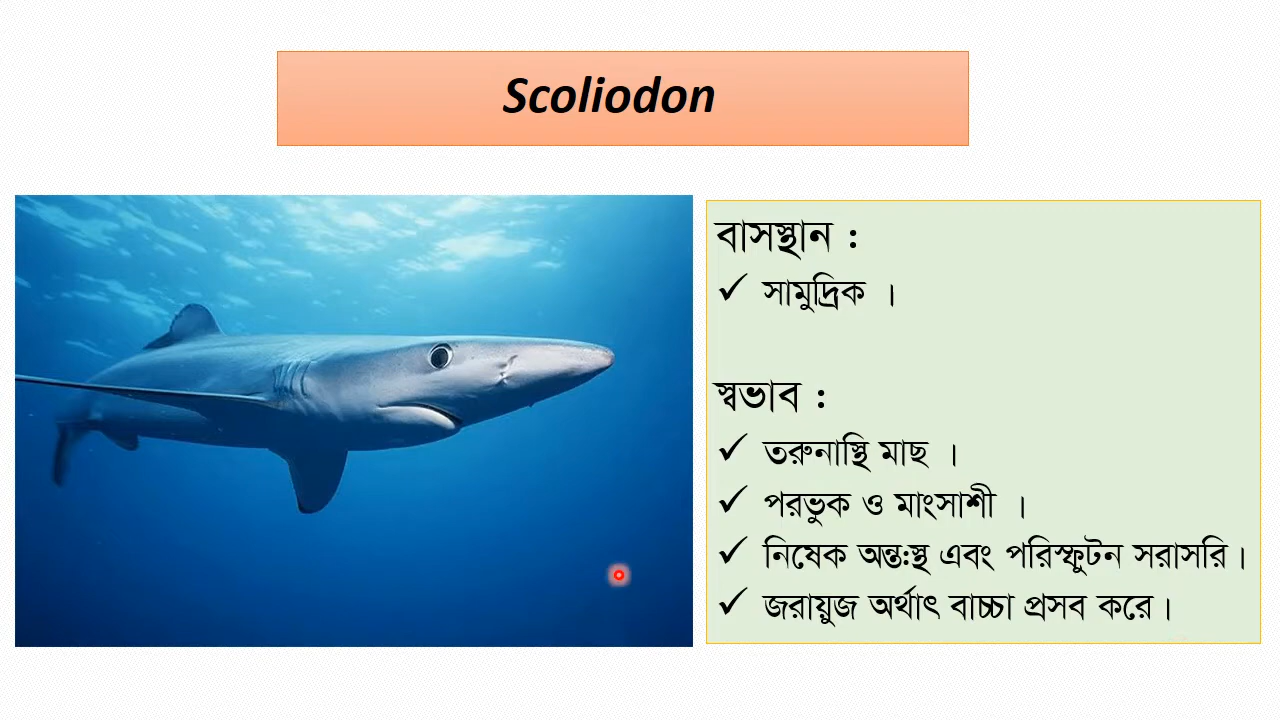 Scoliodon
বাসস্থান :
✓ সামুদ্রিক ।
স্বভাব :
✓ তরুনাস্থি মাছ ।
✓ পরভুক ও মাংসাশী ।
✓ নিষেক অন্ত:স্থ এবং পরিস্ফুটন সরাসরি।
✓ জরায়ুজ অর্থাৎ বাচ্চা প্রসব করে।